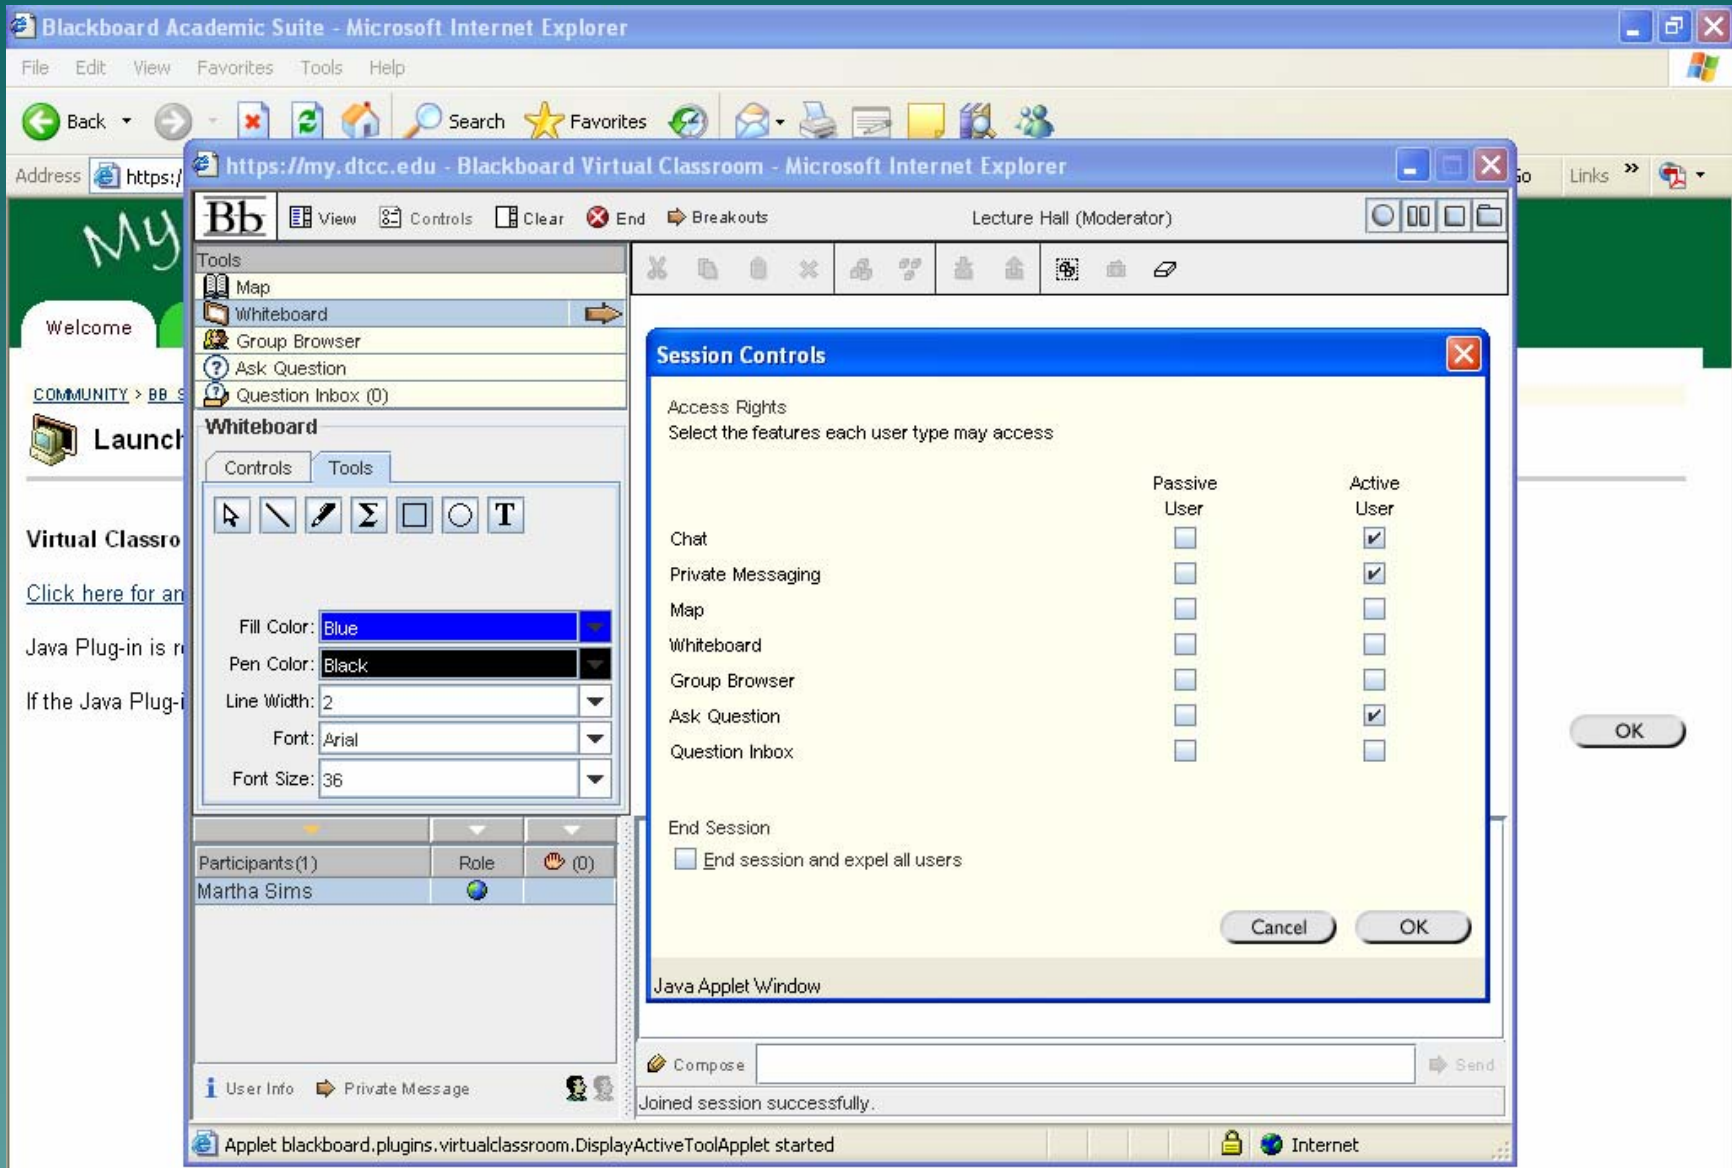 Blackboard Academic Suite - Microsoft Internet Explorer
File Edit View Favorites Tools Help
Back Search Favorites
Address https:/ Links »
https://my.dtcc.edu - Blackboard Virtual Classroom - Microsoft Internet Explorer
My
Welcome
COMMUNITY > BB S
Launch
Virtual Classro
Click here for an
Java Plug-in is r
If the Java Plug-i
OK
Bb View Controls Clear End Breakouts Lecture Hall (Moderator)
Tools
Map
Whiteboard
Group Browser
Ask Question
Question Inbox (0)
Whiteboard
Controls Tools
Σ T
Fill Color: Blue
Pen Color: Black
Line Width: 2
Font: Arial
Font Size: 36
Participants(1) Role (0)
Martha Sims
User Info Private Message
Session Controls
Access Rights
Select the features each user type may access
Passive Active
User User
Chat
Private Messaging
Map
Whiteboard
Group Browser
Ask Question
Question Inbox
End Session
End session and expel all users
Cancel OK
Java Applet Window
Compose Send
Joined session successfully.
Applet blackboard.plugins.virtualclassroom.DisplayActiveToolApplet started Internet